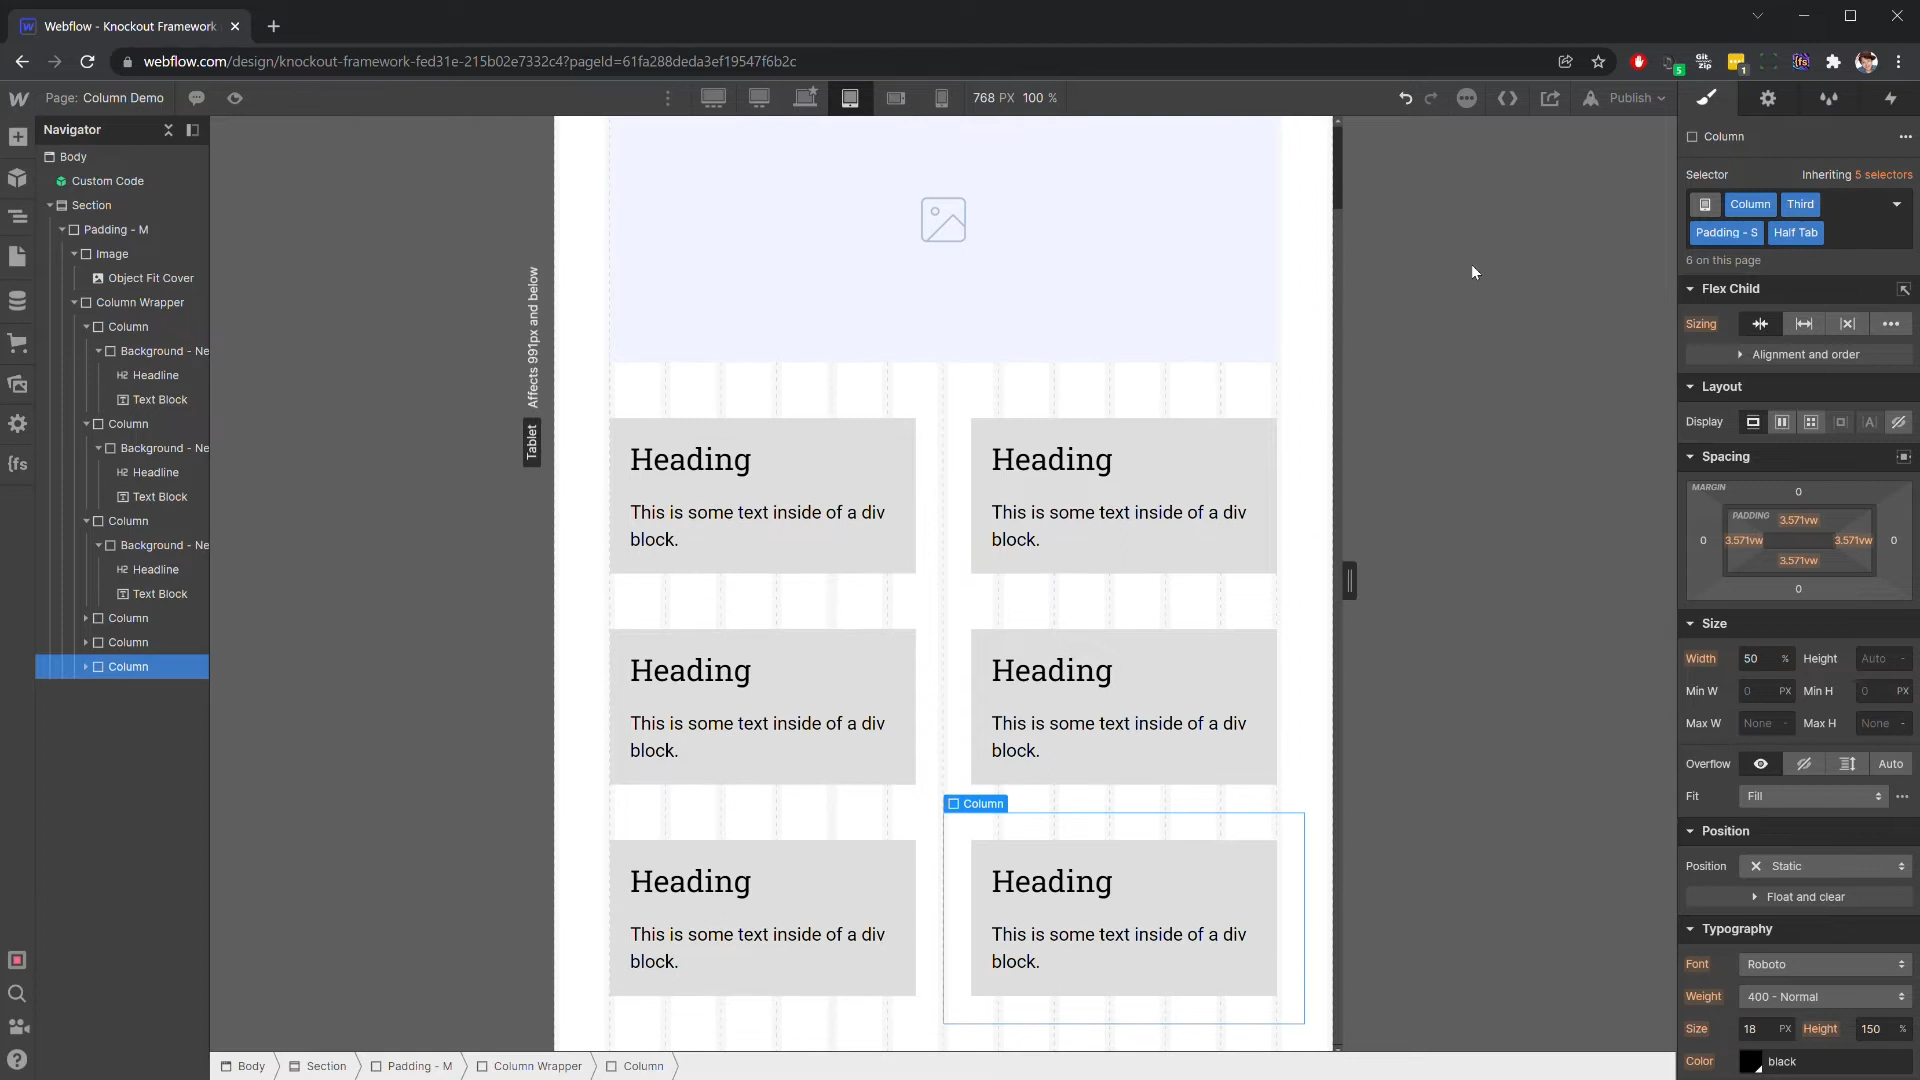 Webflow - Knockout Framework
webflow.com/design/knockout-framework-fed31e-215b02e7332c4?pageId=61fa288deda3ef19547f6b2c
5
Git Zip
1
{fs
Page: Column Demo
768 PX 100 %
Publish
Navigator
Body
Custom Code
Section
Padding - M
Image
Object Fit Cover
Column Wrapper
Column
Background - Ne
H2 Headline
Text Block
Column
Background - Ne
H2 Headline
Text Block
Column
Background - Ne
H2 Headline
Text Block
Column
Column
Column
{fs
Affects 991px and below
Tablet
Heading
This is some text inside of a div
block.
Heading
This is some text inside of a div
block.
Heading
This is some text inside of a div
block.
Heading
This is some text inside of a div
block.
Column
Heading
This is some text inside of a div
block.
Heading
This is some text inside of a div
block.
Body
Section
Padding - M
Column Wrapper
Column
Column
Selector
Inheriting 5 selectors
Column
Third
Padding - S
Half Tab
6 on this page
Flex Child
Sizing
Alignment and order
Layout
Display
Spacing
MARGIN
0
PADDING
3.571vw
0
3.571vw
3.571vw
0
3.571vw
0
Size
Width 50 % Height Auto -
Min W 0 PX Min H 0 PX
Max W None - Max H None -
Overflow Auto
Fit Fill
Position
Position Static
Float and clear
Typography
Font Roboto
Weight 400 - Normal
Size 18 PX Height 150 %
Color black